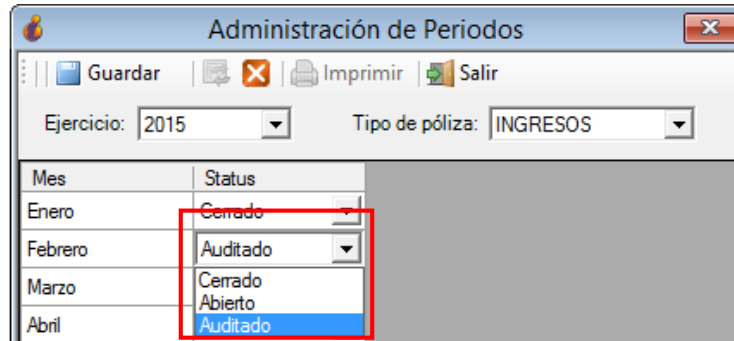 Administración de Periodos
Guardar Imprimir Salir
Ejercicio: 2015 Tipo de póliza: INGRESOS
Mes Status
Enero Cerrado
Febrero Auditado
Marzo Cerrado
Abierto
Abril Auditado